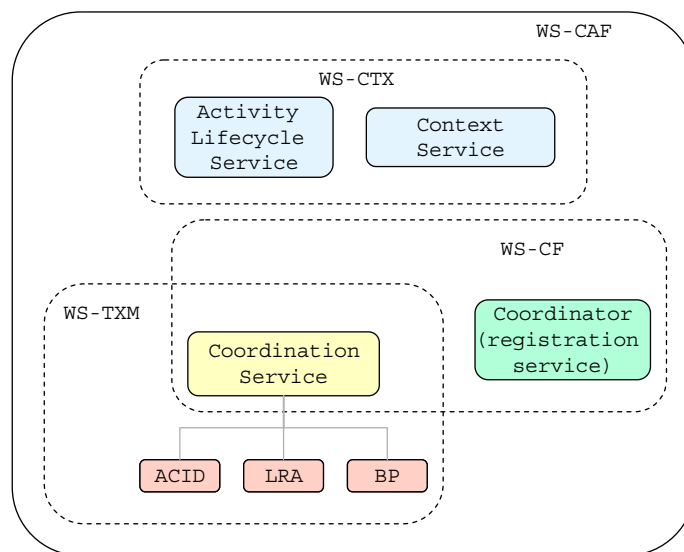 WS-CAF
WS-CTX
Activity
Lifecycle
Service
Context
Service
WS-CF
WS-TXM
Coordinator
(registration
service)
Coordination
Service
ACID
LRA
BP